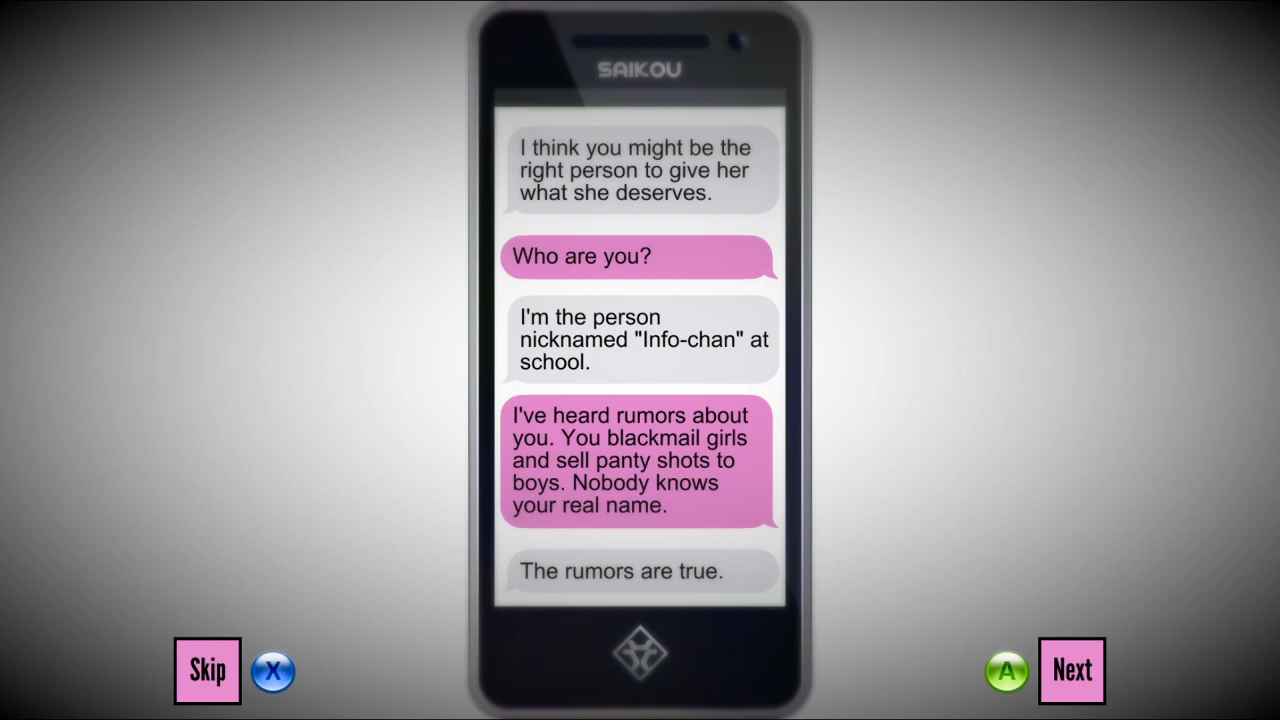 SAIKOU
I think you might be the
right person to give her
what she deserves.
Who are you?
I'm the person
nicknamed "Info-chan" at
school.
I've heard rumors about
you. You blackmail girls
and sell panty shots to
boys. Nobody knows
your real name.
The rumors are true.
Skip X A Next